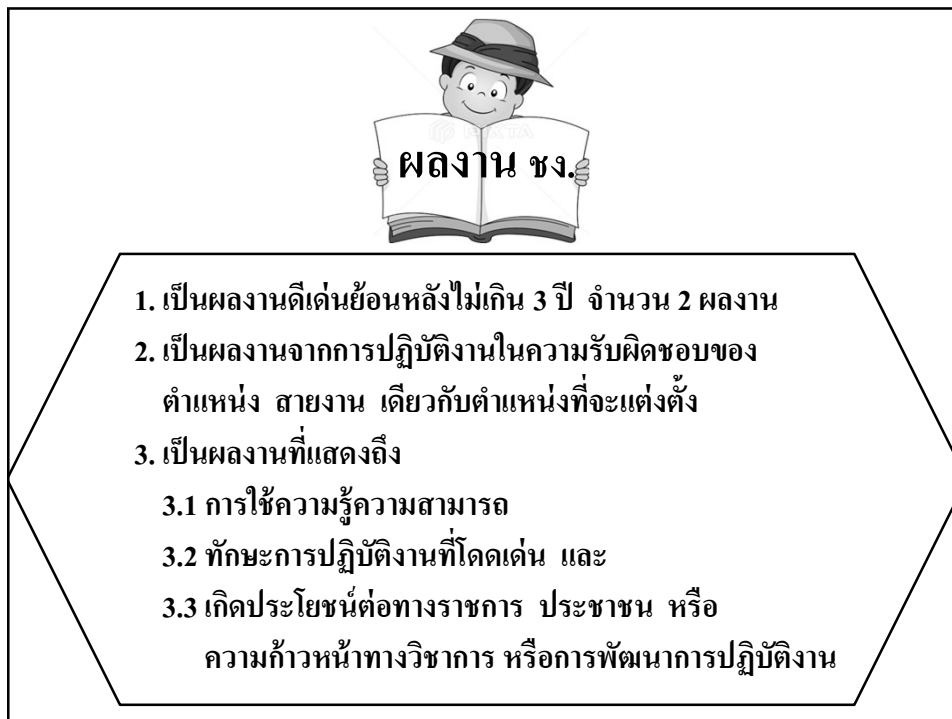 ผลงาน ชง.
1. เป็นผลงานดีเด่นย้อนหลังไม่เกิน 3 ปี จำนวน 2 ผลงาน
2. เป็นผลงานจากการปฏิบัติงานในความรับผิดชอบของ
ตำแหน่ง สายงาน เดียวกับตำแหน่งที่จะแต่งตั้ง
3. เป็นผลงานที่แสดงถึง
3.1 การใช้ความรู้ความสามารถ
3.2 ทักษะการปฏิบัติงานที่โดดเด่น และ
3.3 เกิดประโยชน์ต่อทางราชการ ประชาชน หรือ
ความก้าวหน้าทางวิชาการ หรือการพัฒนาการปฏิบัติงาน